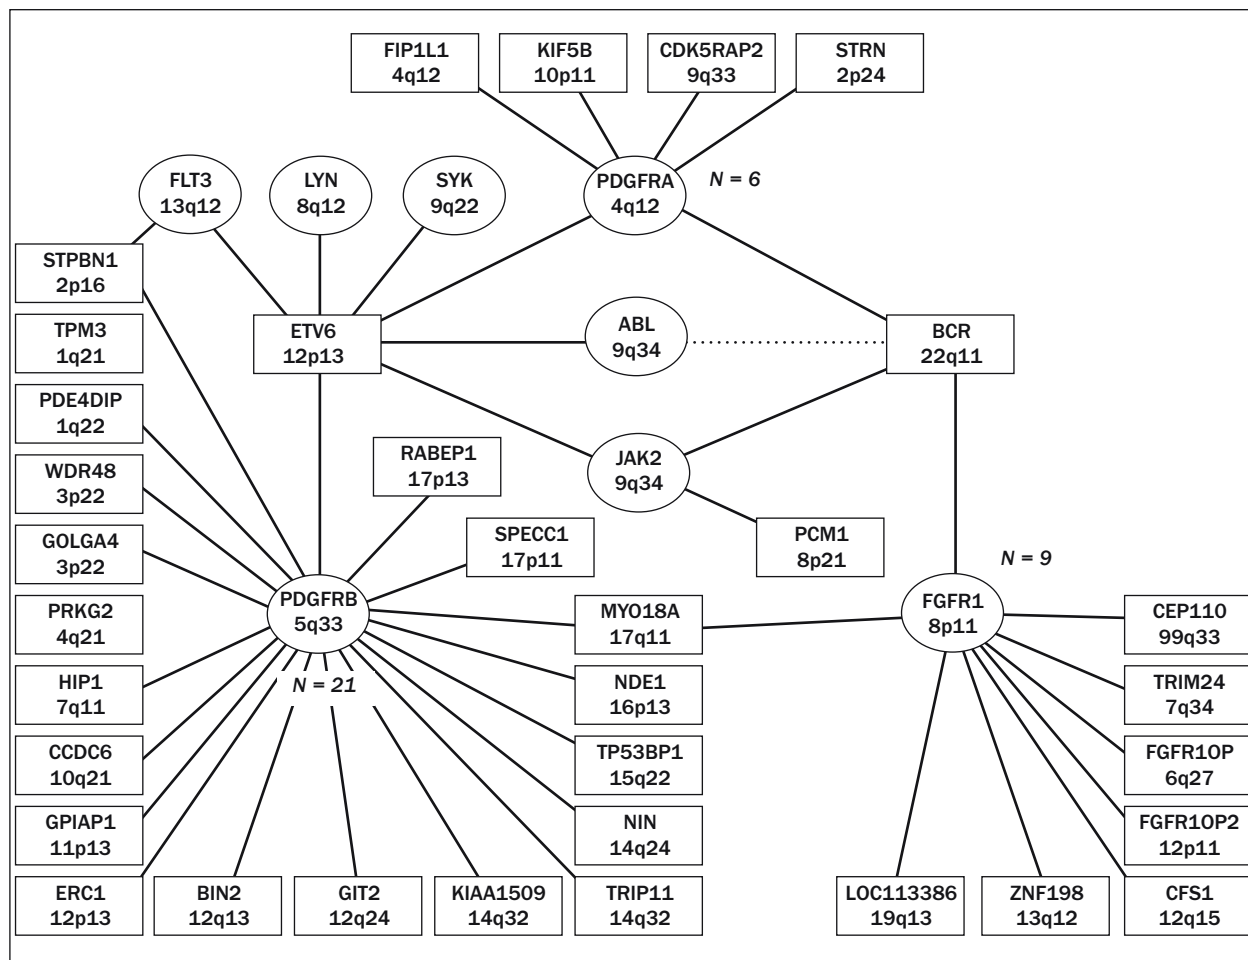 FIP1L1
4q12
KIF5B
10p11
CDK5RAP2
9q33
STRN
2p24
FLT3
13q12
LYN
8q12
SYK
9q22
PDGFRA
4q12
N = 6
STPBN1
2p16
TPM3
1q21
ETV6
12p13
ABL
9q34
BCR
22q11
PDE4DIP
1q22
WDR48
3p22
RABEP1
17p13
JAK2
9q34
GOLGA4
3p22
SPECC1
17p11
PCM1
8p21
N = 9
PRKG2
4q21
PDGFRB
5q33
MYO18A
17q11
FGFR1
8p11
CEP110
99q33
HIP1
7q11
N = 21
NDE1
16p13
TRIM24
7q34
CCDC6
10q21
TP53BP1
15q22
FGFR1OP
6q27
GPIAP1
11p13
NIN
14q24
FGFR1OP2
12p11
ERC1
12p13
BIN2
12q13
GIT2
12q24
KIAA1509
14q32
TRIP11
14q32
LOC113386
19q13
ZNF198
13q12
CFS1
12q15